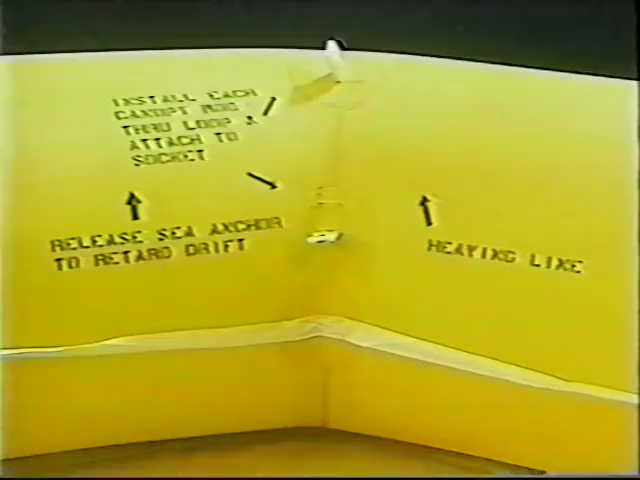 INSTALL EACH
CANOPY ROD
THRU LOOP &
ATTACH TO
SOCKET
RELEASE SEA ANCHOR
TO RETARD DRIFT
HEAVING LINE